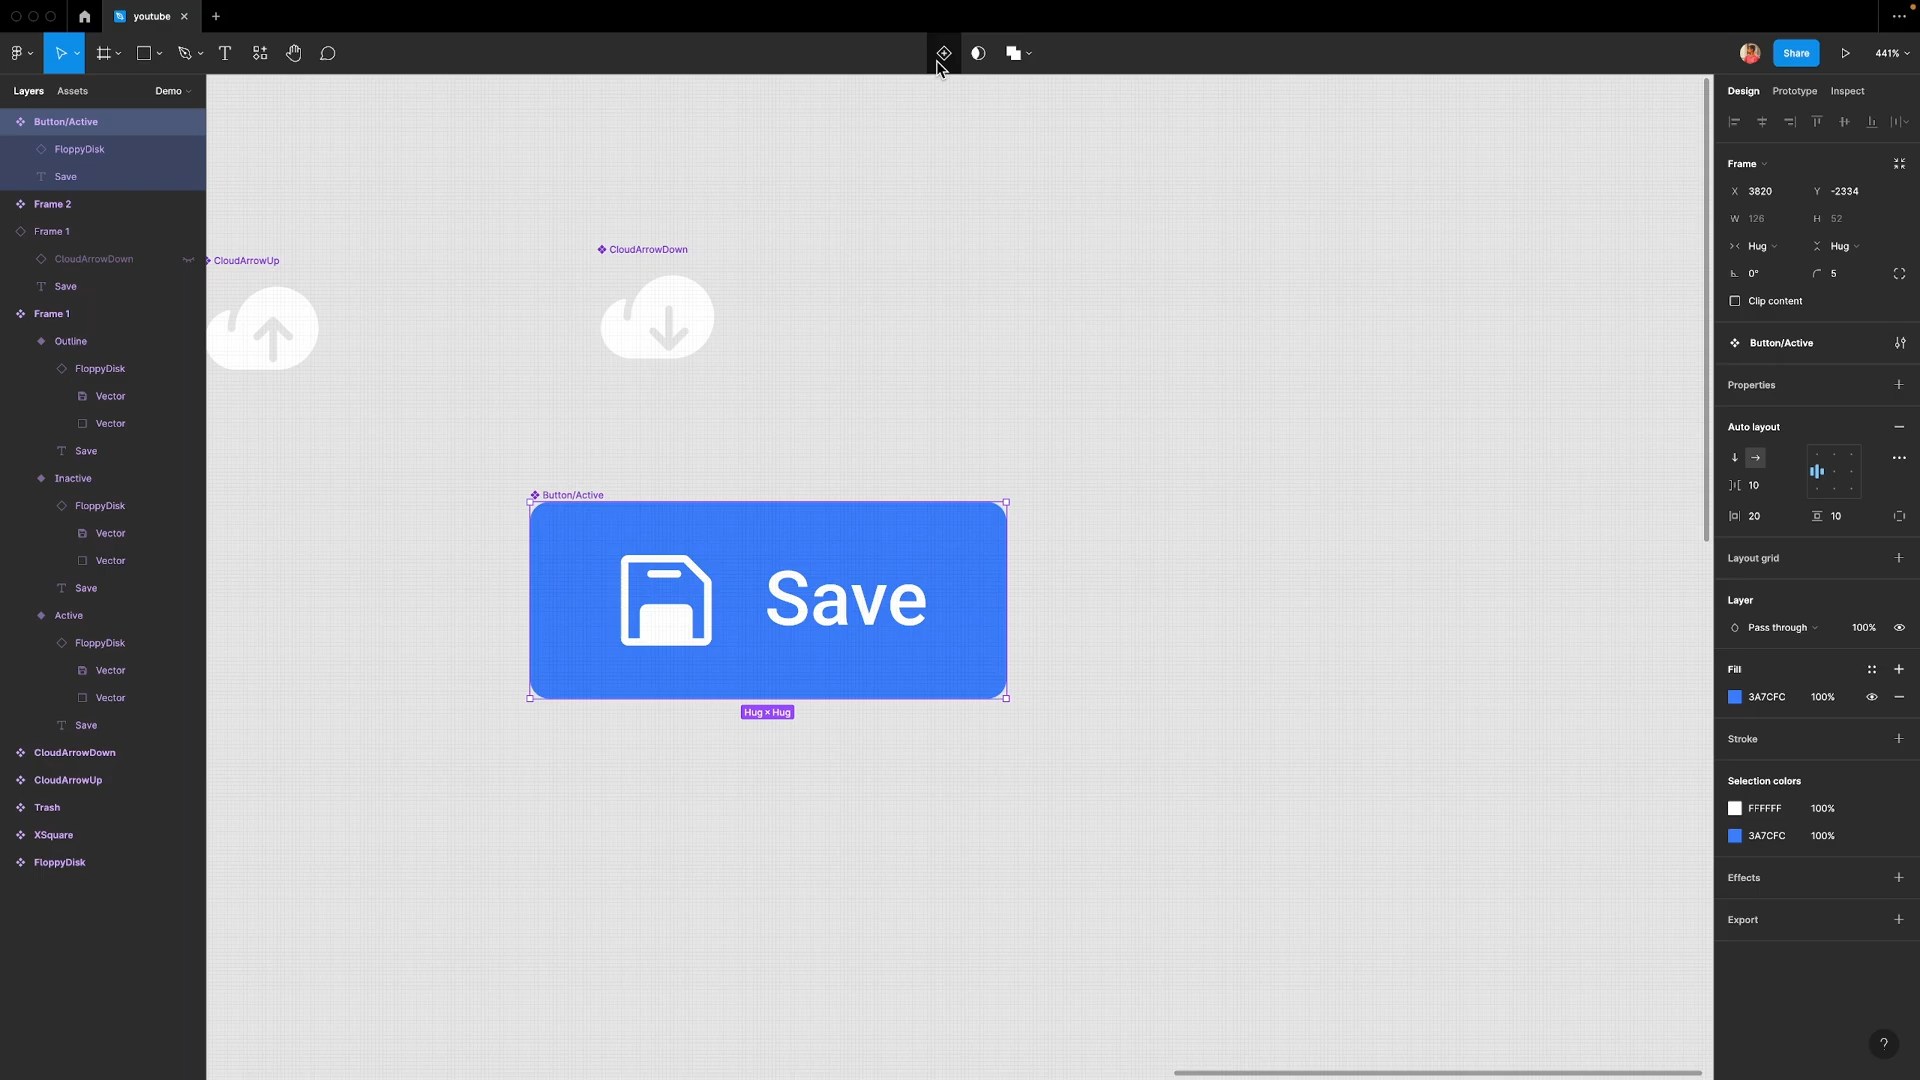 youtube
Share
441%
Layers
Assets
Demo
Button/Active
FloppyDisk
Save
Frame 2
Frame 1
CloudArrowDown
Save
Frame 1
Outline
FloppyDisk
Vector
Vector
Save
Inactive
FloppyDisk
Vector
Vector
Save
Active
FloppyDisk
Vector
Vector
Save
CloudArrowDown
CloudArrowUp
Trash
XSquare
FloppyDisk
CloudArrowUp
CloudArrowDown
Button/Active
Save
Hug × Hug
Design
Prototype
Inspect
Frame
X 3820 Y -2334
W 126 H 52
Hug Hug
0° 5
Clip content
Button/Active
Properties
Auto layout
10
20 10
Layout grid
Layer
Pass through 100%
Fill
3A7CFC 100%
Stroke
Selection colors
FFFFFF 100%
3A7CFC 100%
Effects
Export
?